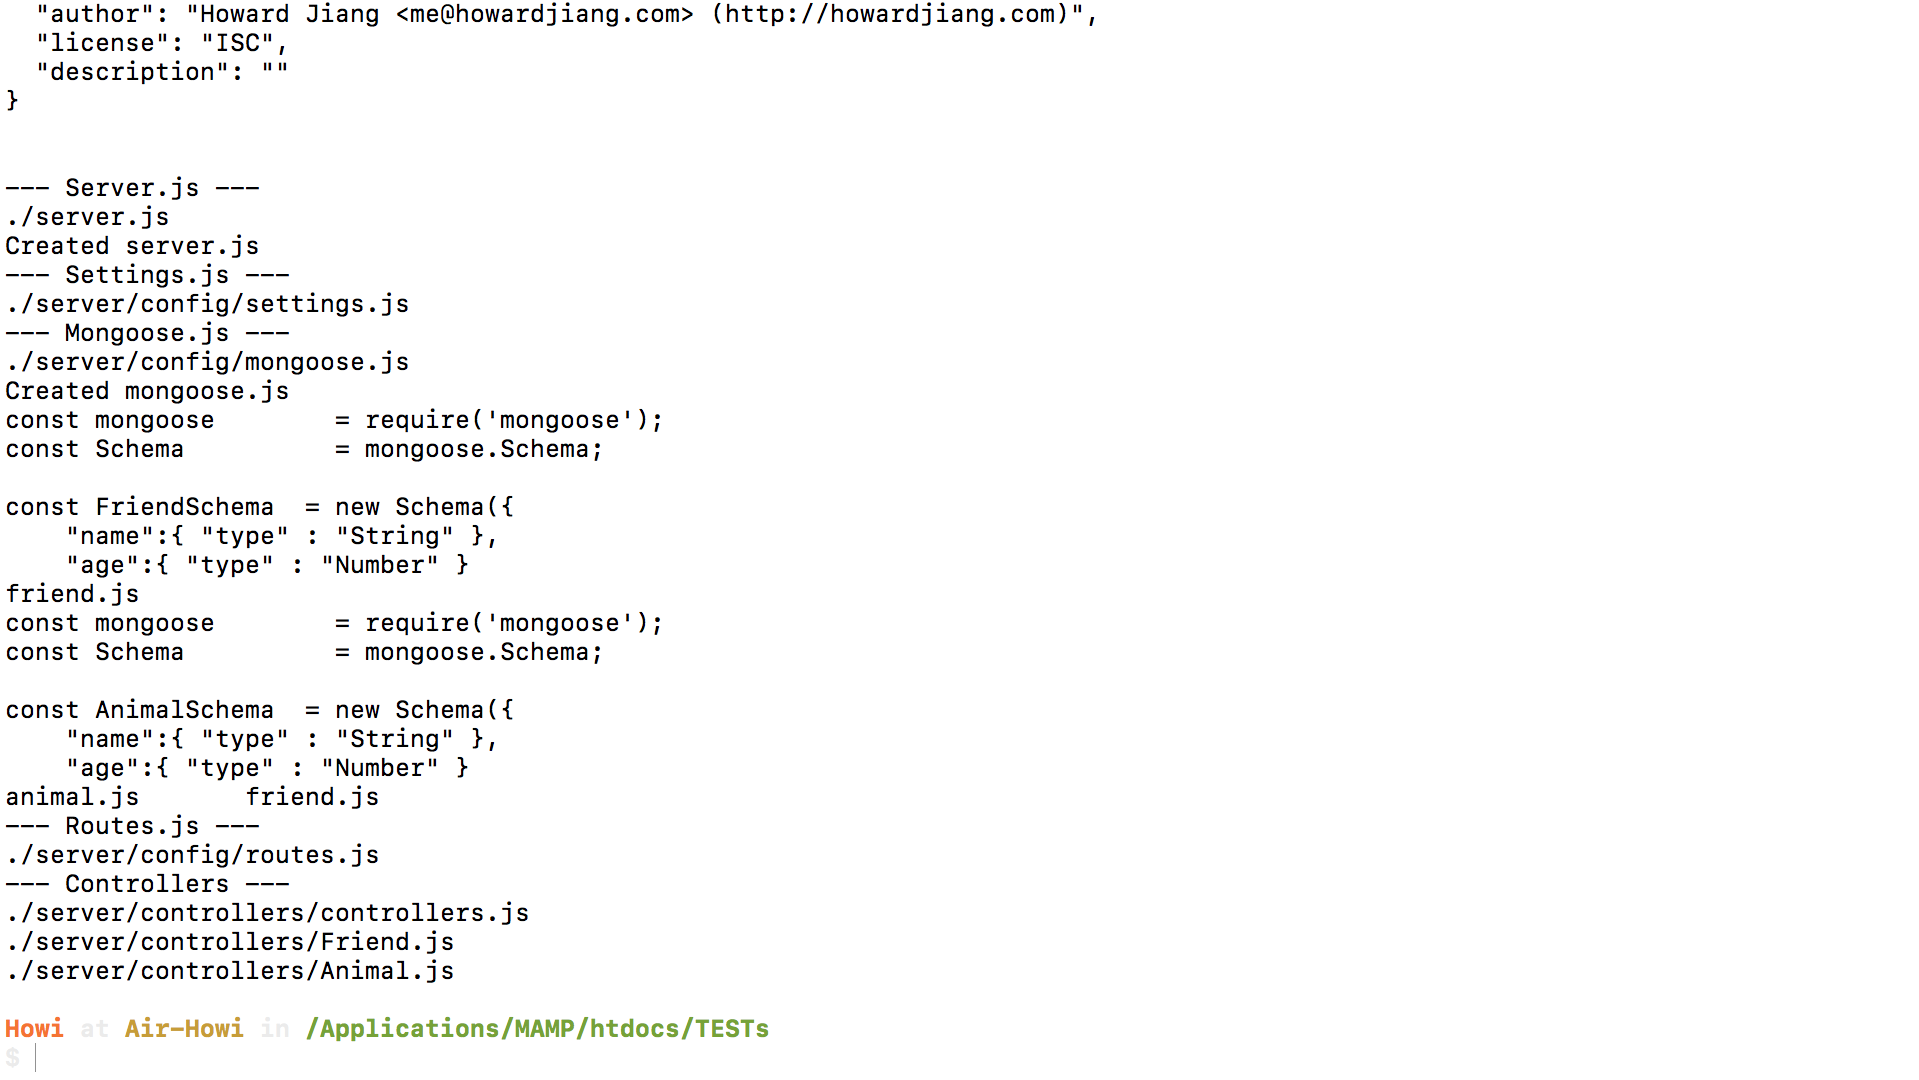 "author": "Howard Jiang <me@howardjiang.com> (http://howardjiang.com)",
  "license": "ISC",
  "description": ""
}
--- Server.js ---
./server.js
Created server.js
--- Settings.js ---
./server/config/settings.js
--- Mongoose.js ---
./server/config/mongoose.js
Created mongoose.js
const mongoose        = require('mongoose');
const Schema          = mongoose.Schema;
const FriendSchema  = new Schema({
    "name":{ "type" : "String" },
    "age":{ "type" : "Number" }
friend.js
const mongoose        = require('mongoose');
const Schema          = mongoose.Schema;
const AnimalSchema  = new Schema({
    "name":{ "type" : "String" },
    "age":{ "type" : "Number" }
animal.js       friend.js
--- Routes.js ---
./server/config/routes.js
--- Controllers ---
./server/controllers/controllers.js
./server/controllers/Friend.js
./server/controllers/Animal.js
Howi at Air-Howi in /Applications/MAMP/htdocs/TESTs
$